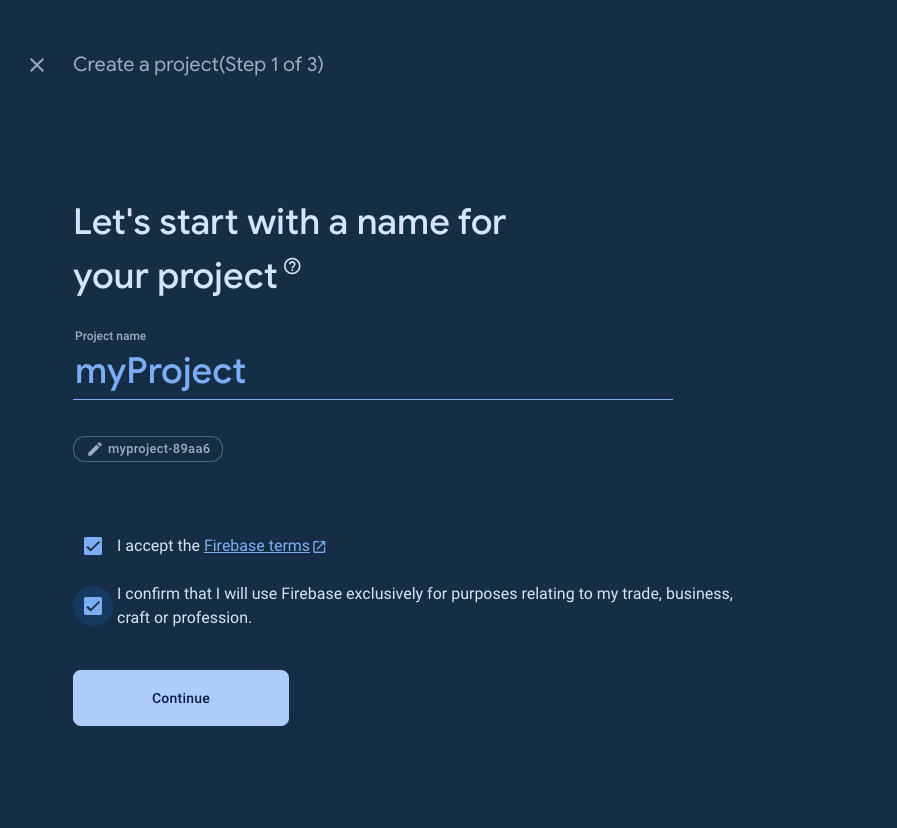 Create a project(Step 1 of 3)
Let's start with a name for
your project
Project name
myProject
myproject-89aa6
I accept the Firebase terms
I confirm that I will use Firebase exclusively for purposes relating to my trade, business,
craft or profession.
Continue